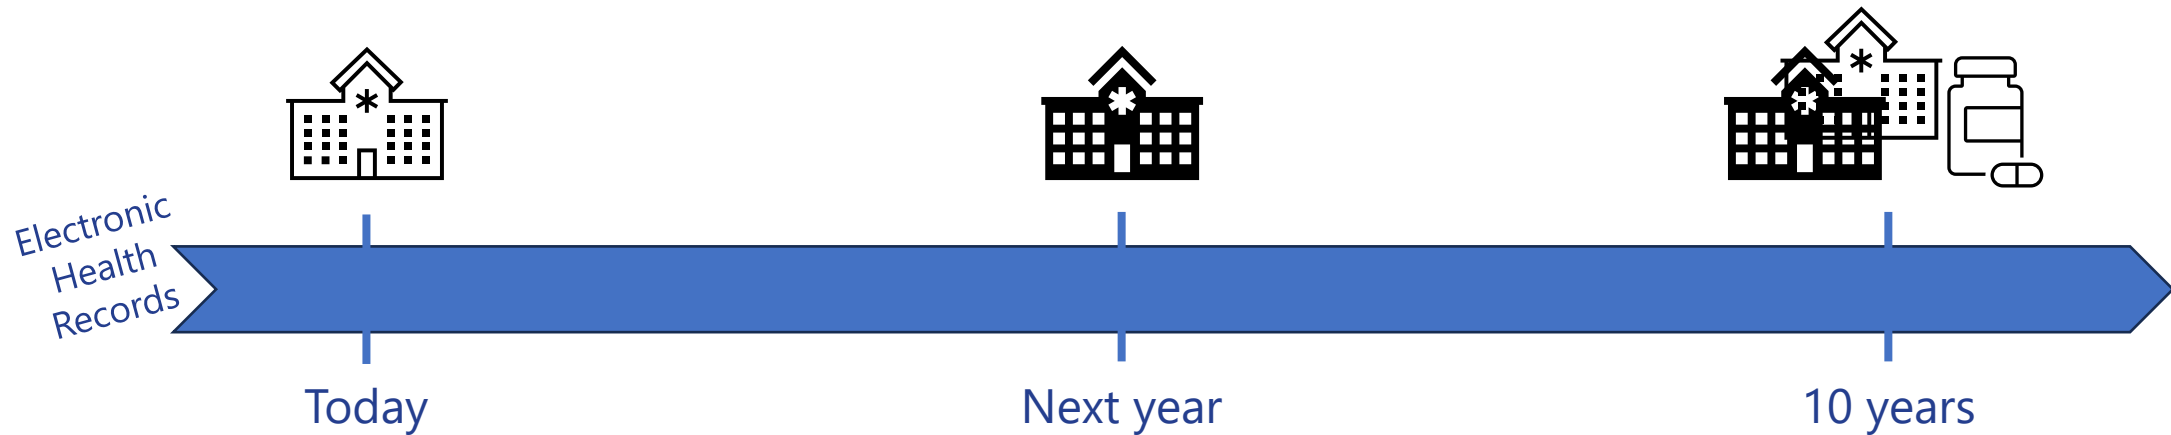 Electronic
Health
Records
Today
Next year
10 years